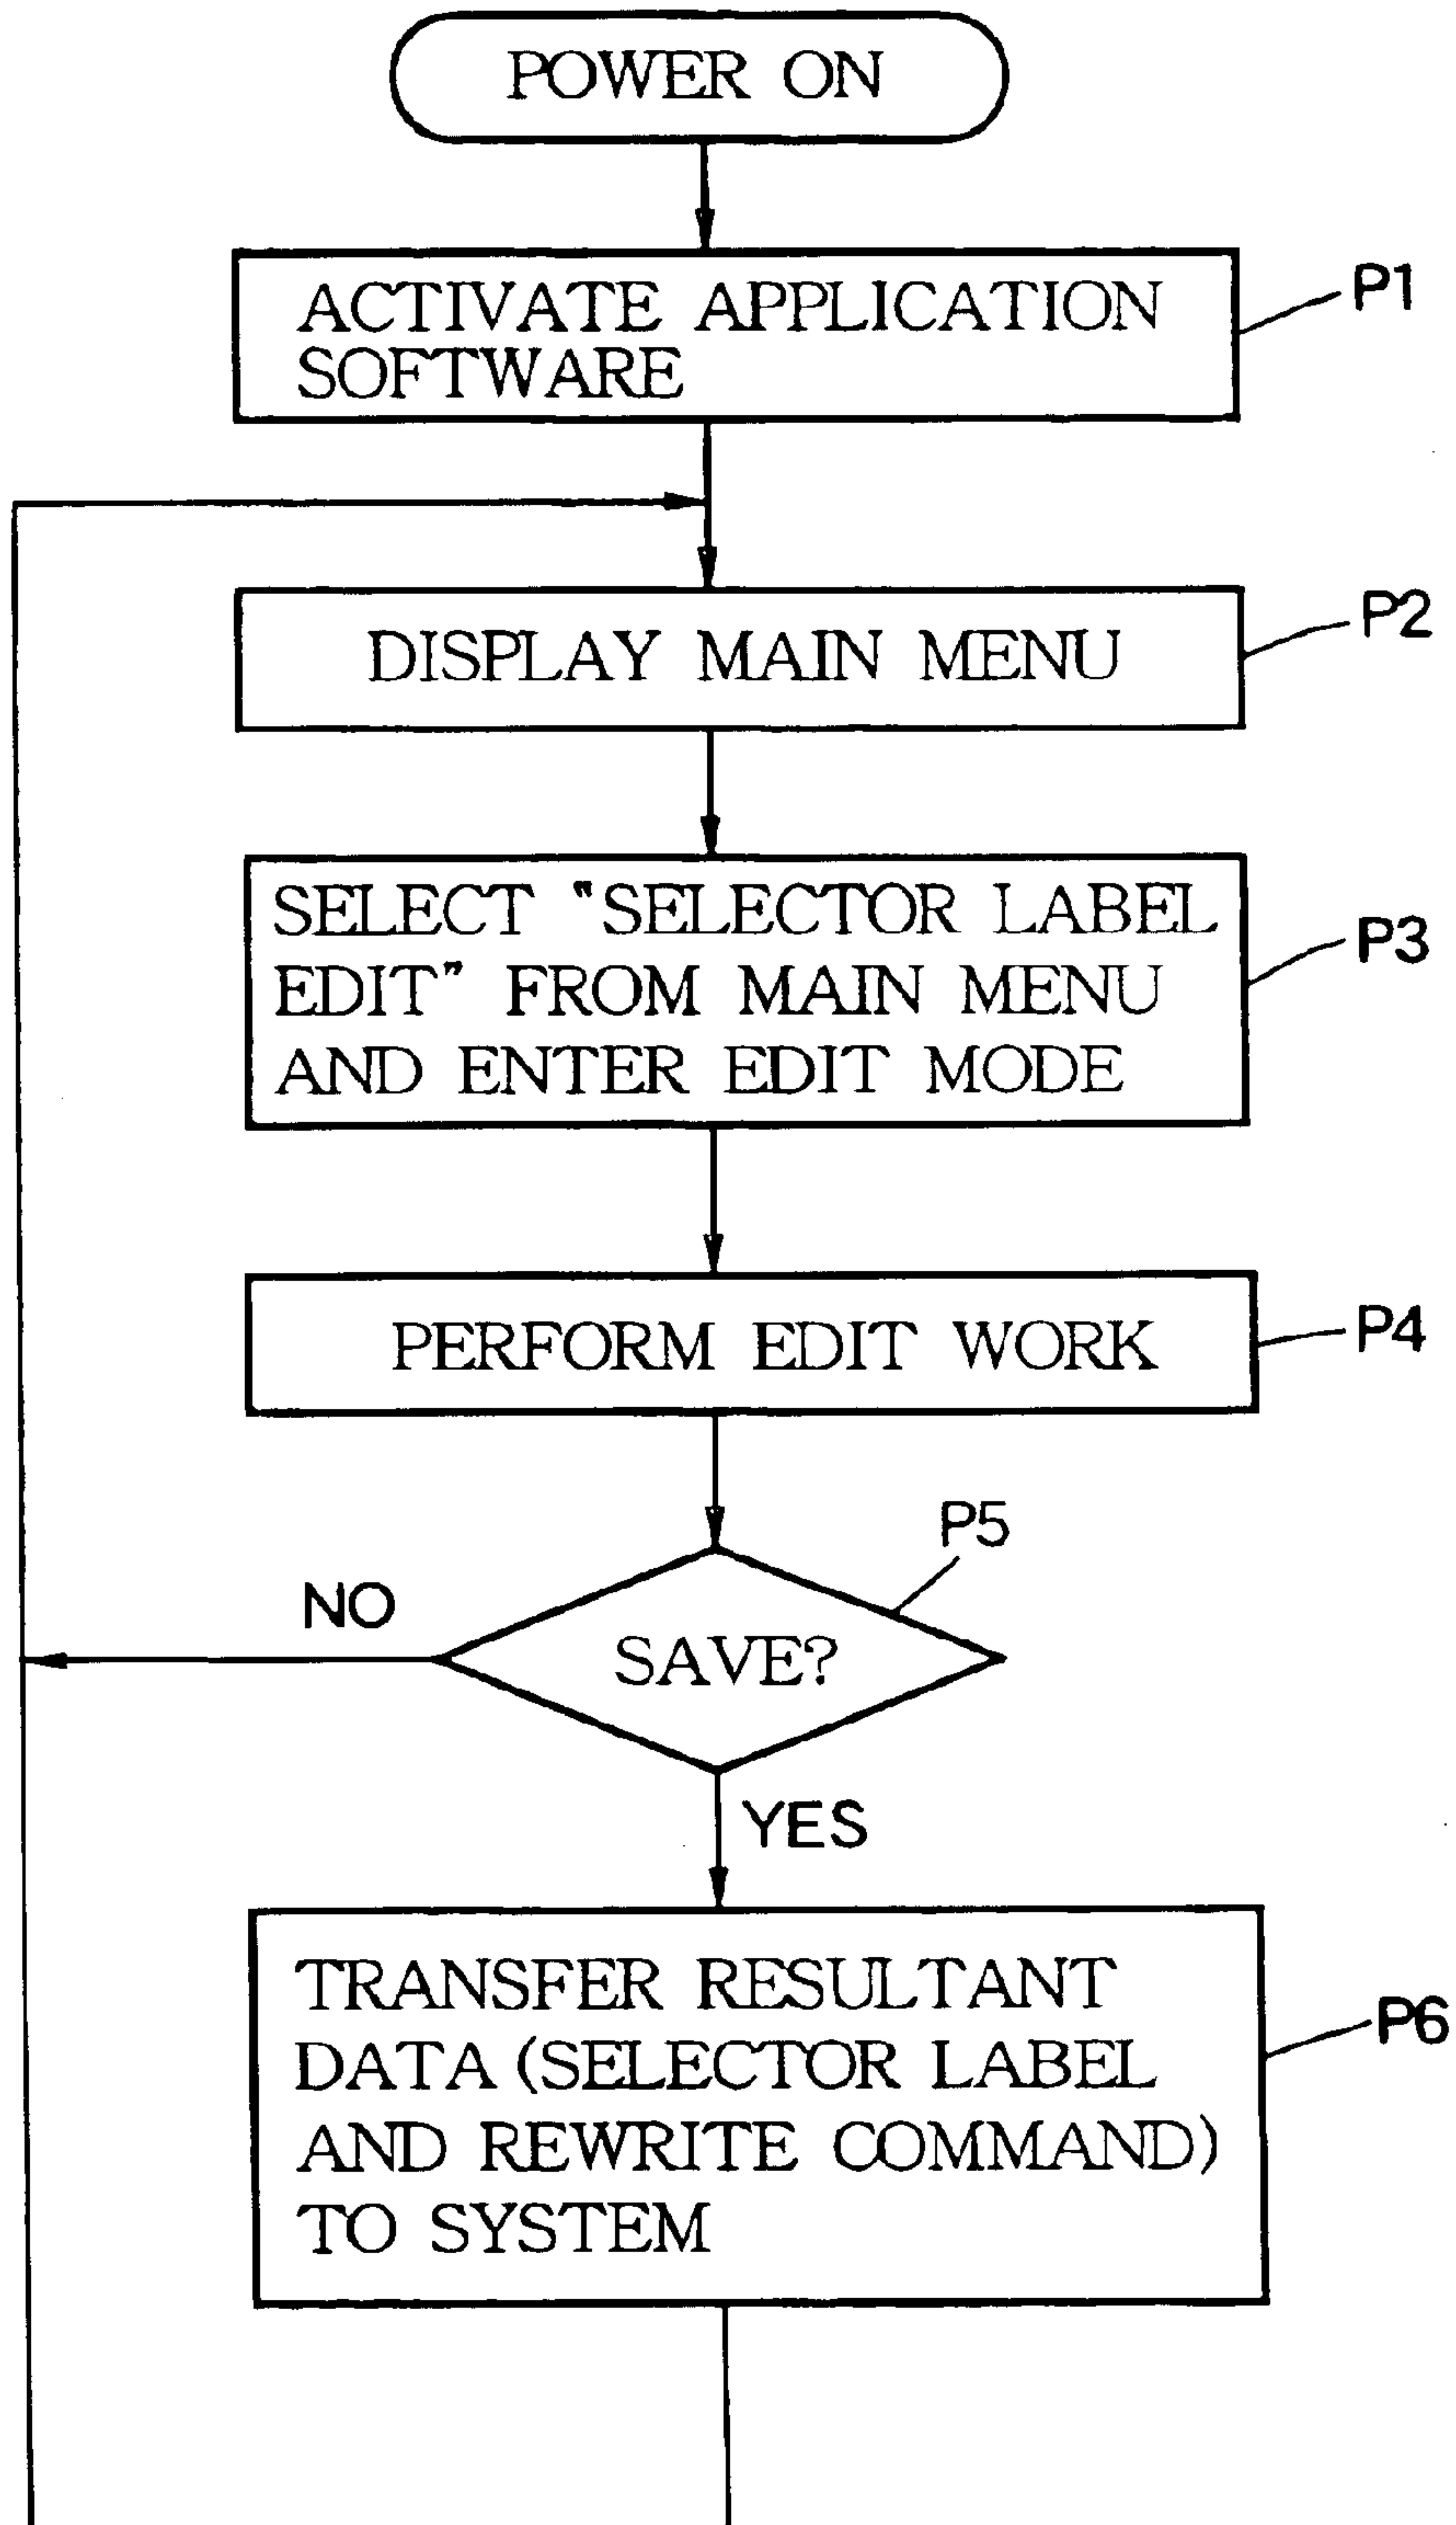 POWER ON
ACTIVATE APPLICATION
SOFTWARE
P1
DISPLAY MAIN MENU
P2
SELECT "SELECTOR LABEL
EDIT" FROM MAIN MENU
AND ENTER EDIT MODE
P3
PERFORM EDIT WORK
P4
P5
NO
SAVE?
YES
TRANSFER RESULTANT
DATA (SELECTOR LABEL
AND REWRITE COMMAND)
TO SYSTEM
P6